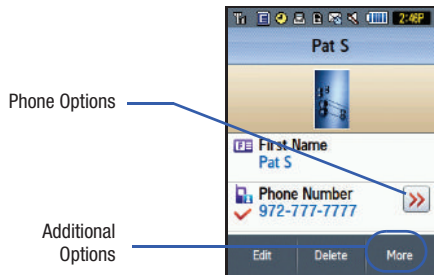 2:46P
Pat S
Phone Options
First Name
Pat S
Phone Number
972-777-7777
Additional
Options
Edit Delete More